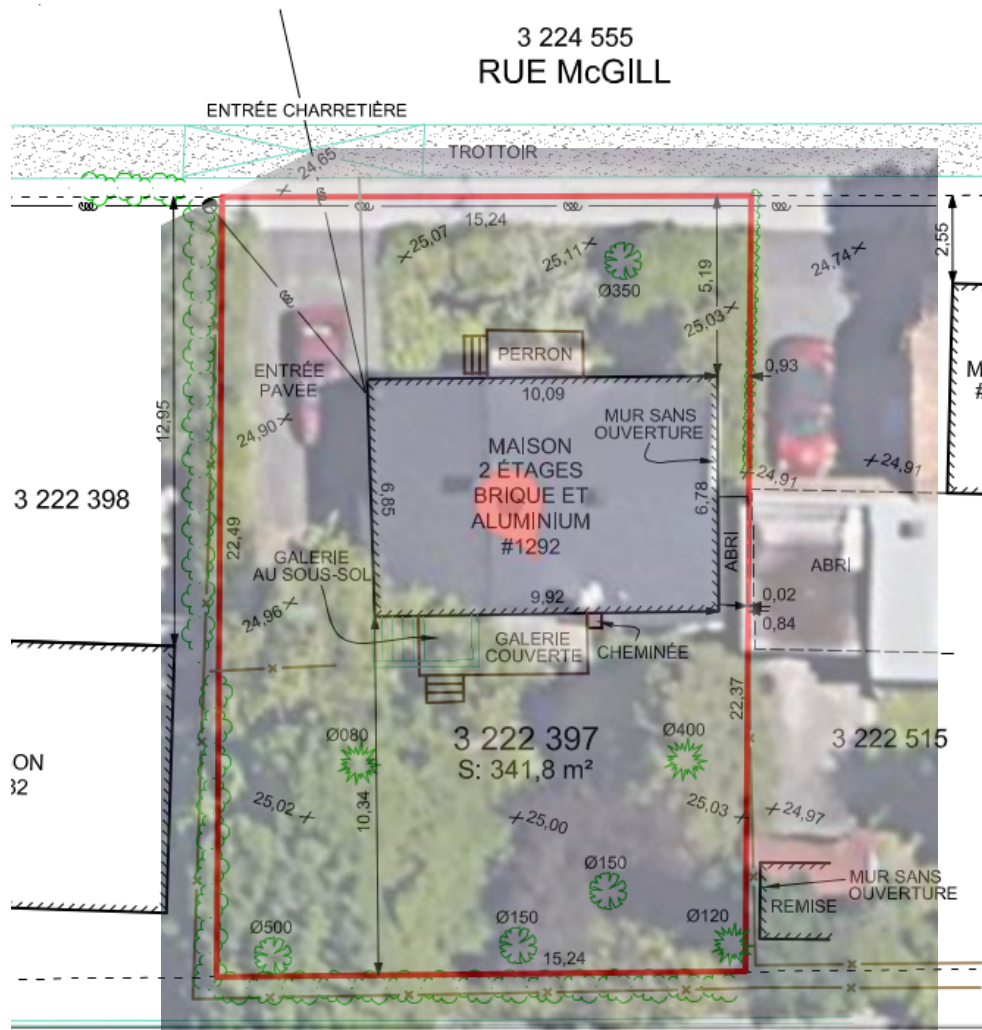 3 224 555
RUE McGILL
ENTRÉE CHARRETIÈRE
TROTTOIR
24,65
15,24
25,07
25,11
Ø350
5,19
24,74
2,55
25,03
PERRON
ENTRÉE
PAVÉE
0,93
10,09
12,95
24,90
MUR SANS
OUVERTURE
M
#
MAISON
2 ÉTAGES
BRIQUE ET
ALUMINIUM
#1292
24,91
24,91
3 222 398
6,85
6,78
22,49
GALERIE
AU SOUS-SOL
ABRI
ABRI
9,92
0,02
0,84
24,96
GALERIE
COUVERTE
CHEMINÉE
22,37
3 222 397
S: 341,8 m²
Ø080
Ø400
3 222 515
ON
32
25,02
10,34
25,00
25,03
24,97
Ø150
MUR SANS
OUVERTURE
REMISE
Ø500
Ø150
Ø120
15,24